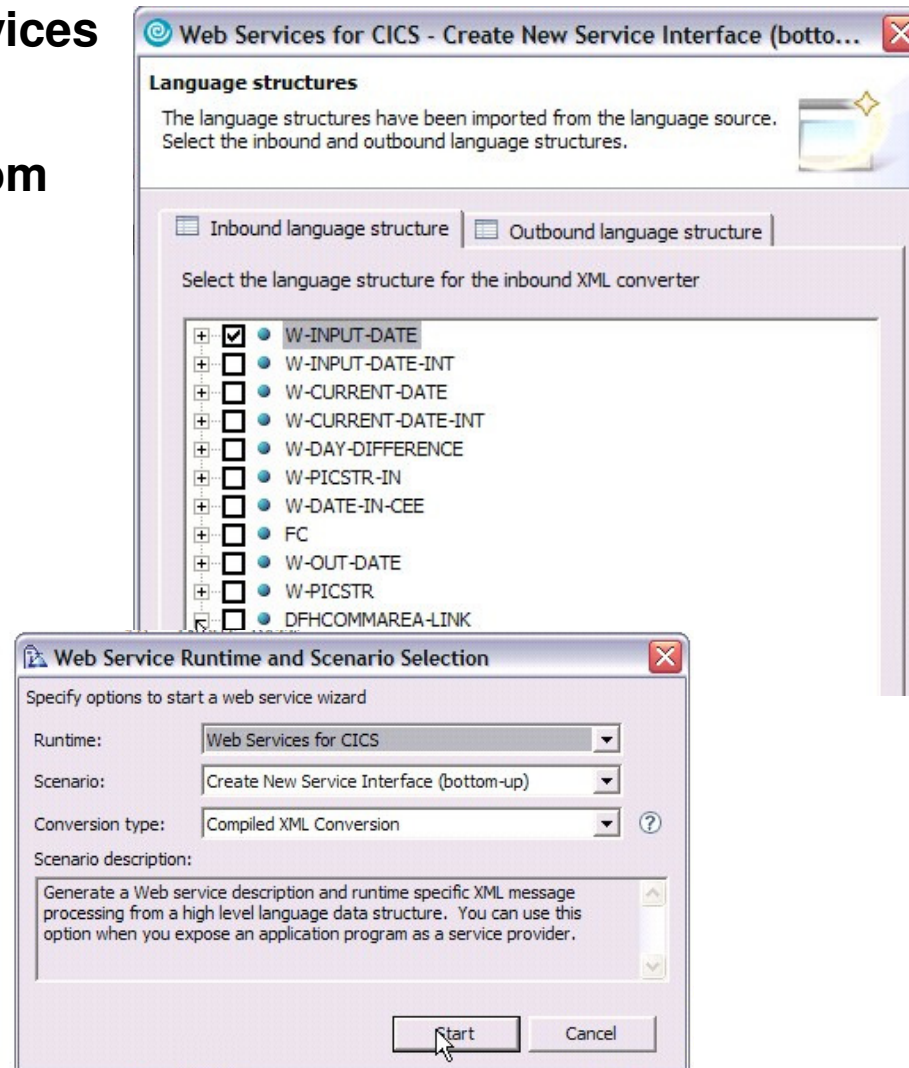 vices
om
Web Services for CICS - Create New Service Interface (botto...
Language structures
The language structures have been imported from the language source.
Select the inbound and outbound language structures.
Inbound language structure
Outbound language structure
Select the language structure for the inbound XML converter
W-INPUT-DATE
W-INPUT-DATE-INT
W-CURRENT-DATE
W-CURRENT-DATE-INT
W-DAY-DIFFERENCE
W-PICSTR-IN
W-DATE-IN-CEE
FC
W-OUT-DATE
W-PICSTR
DFHCOMMAREA-LINK
Web Service Runtime and Scenario Selection
Specify options to start a web service wizard
Runtime: Web Services for CICS
Scenario: Create New Service Interface (bottom-up)
Conversion type: Compiled XML Conversion
Scenario description:
Generate a Web service description and runtime specific XML message
processing from a high level language data structure. You can use this
option when you expose an application program as a service provider.
Start Cancel